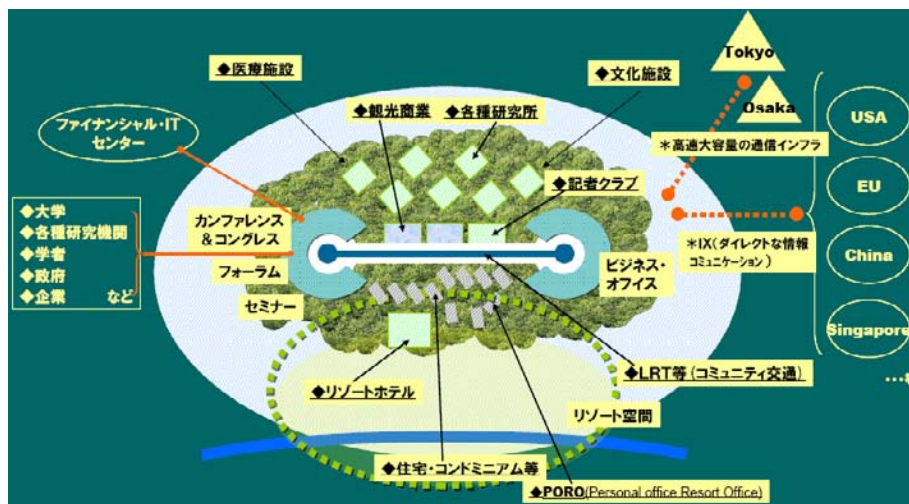 ◆医療施設
◆文化施設
Tokyo
Osaka
◆観光商業
◆各種研究所
ファイナンシャル・IT
センター
USA
＊高速大容量の通信インフラ
◆記者クラブ
EU
◆大学
◆各種研究機関
◆学者
◆政府
◆企業 など
カンファレンス
＆コングレス
フォーラム
セミナー
ビジネス・
オフィス
＊IX(ダイレクトな情報
コミュニケーション）
China
Singapore
◆リゾートホテル
◆LRT等（コミュニティ交通）
リゾート空間
◆住宅・コンドミニアム等
◆PORO(Personal office Resort Office)